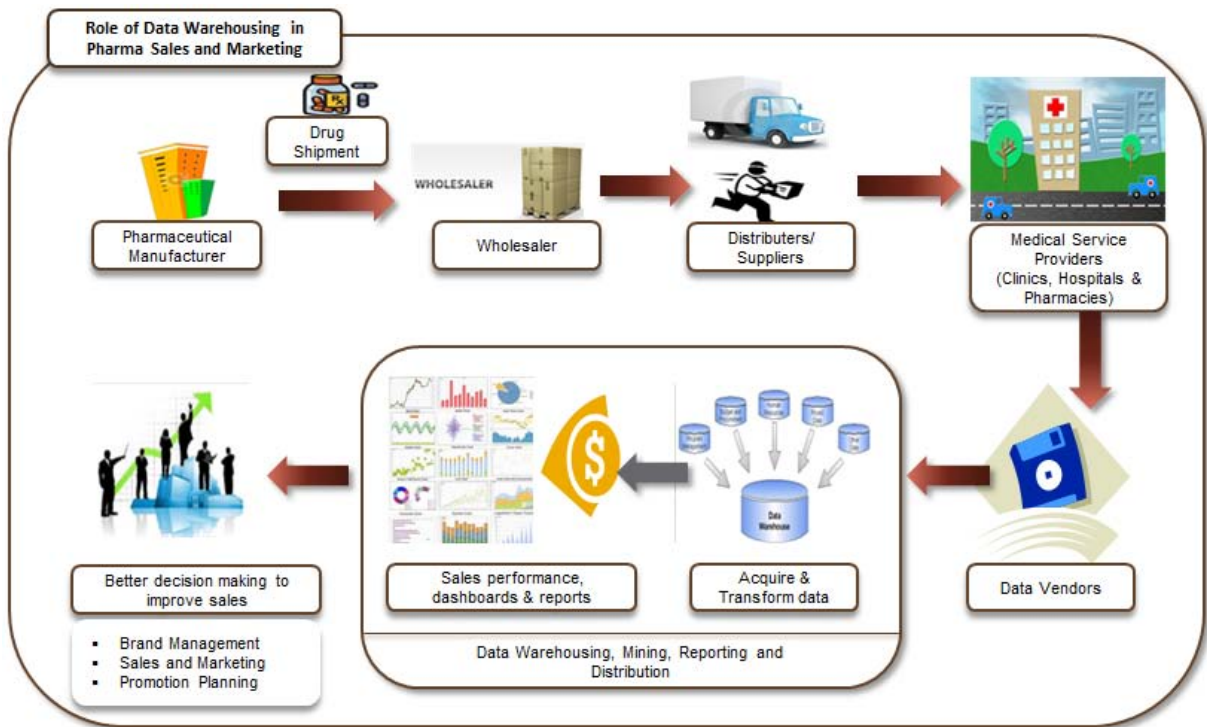 Role of Data Warehousing in
Pharma Sales and Marketing
Drug
Shipment
WHOLESALER
Pharmaceutical
Manufacturer
Wholesaler
Distributers/
Suppliers
Medical Service
Providers
(Clinics, Hospitals &
Pharmacies)
Data
Warehouse
Better decision making to
improve sales
▪ Brand Management
▪ Sales and Marketing
▪ Promotion Planning
Sales performance,
dashboards & reports
Acquire &
Transform data
Data Vendors
Data Warehousing, Mining, Reporting and
Distribution